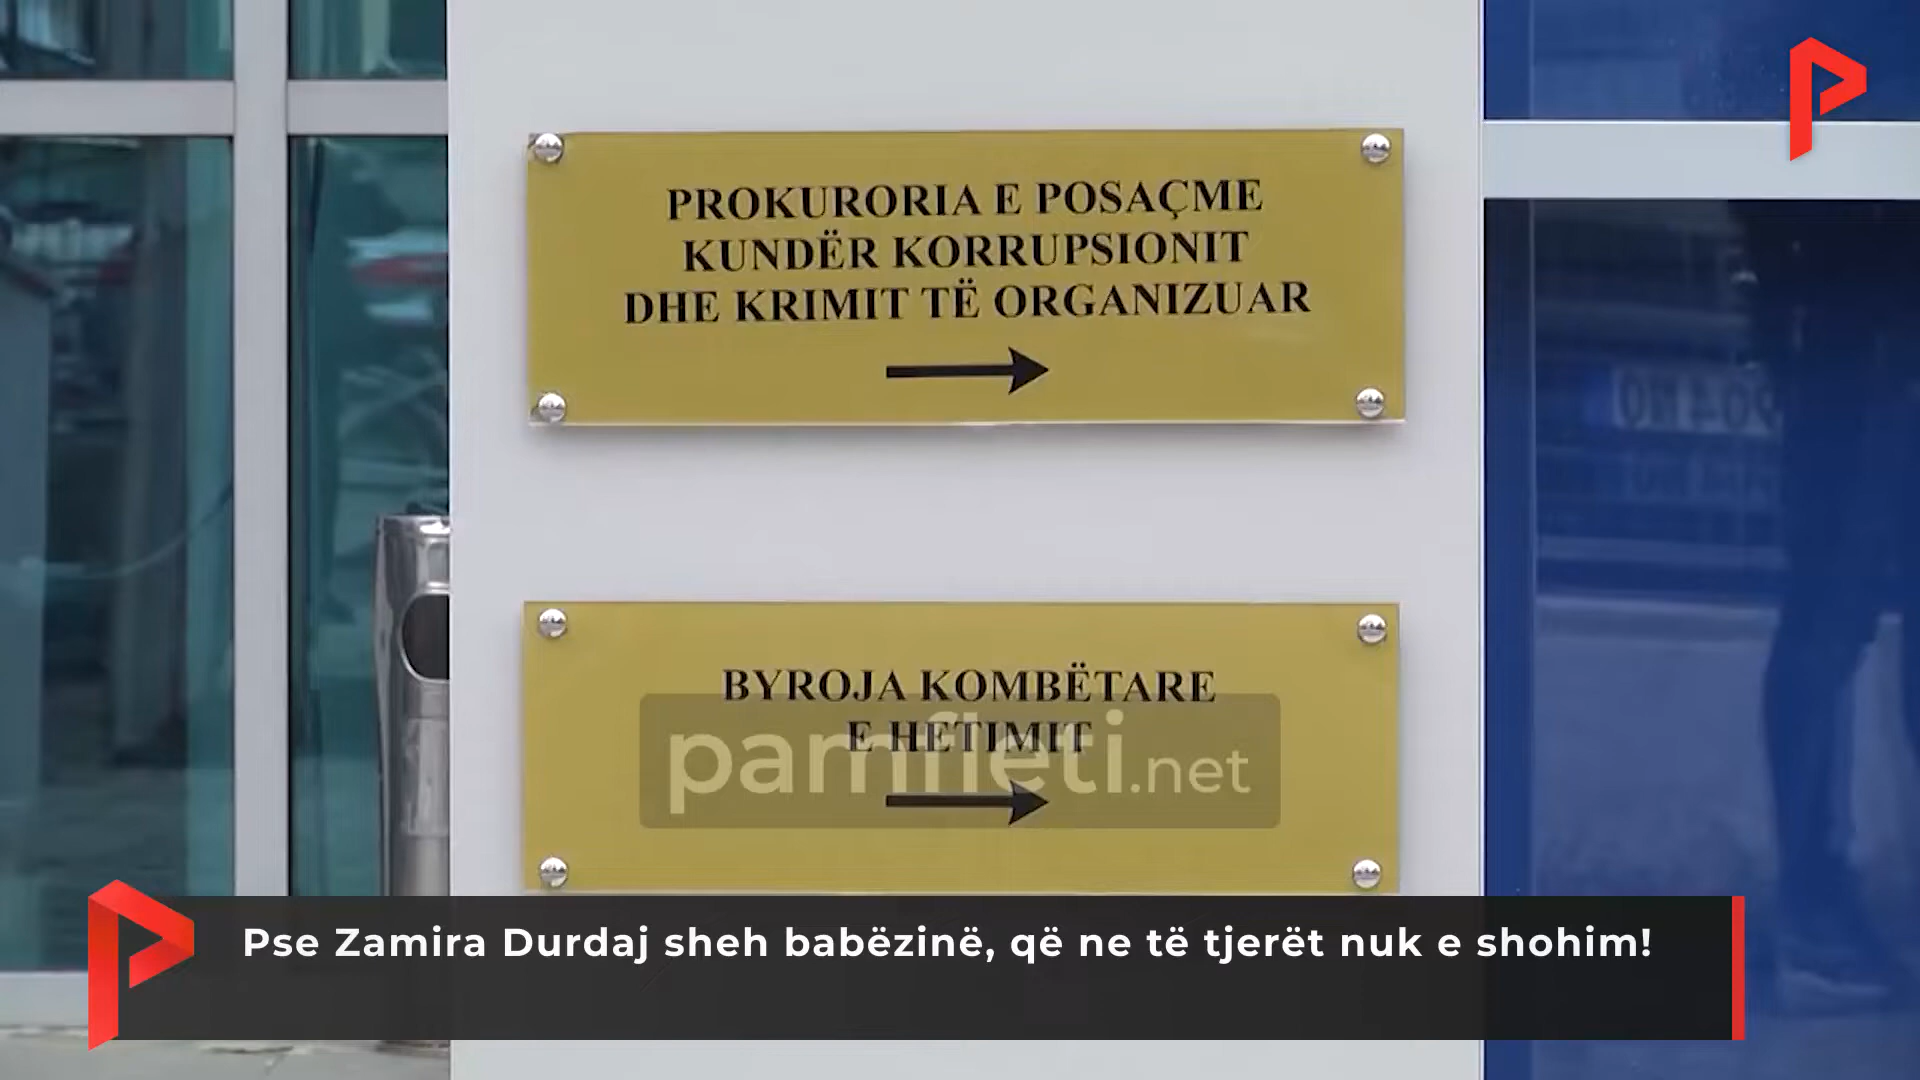 PROKURORIA E POSAÇME
KUNDËR KORRUPSIONIT
DHE KRIMIT TË ORGANIZUAR
BYROJA KOMBËTARE
E HETIMIT
pamfleti.net
Pse Zamira Durdaj sheh babëzinë, që ne të tjerët nuk e shohim!